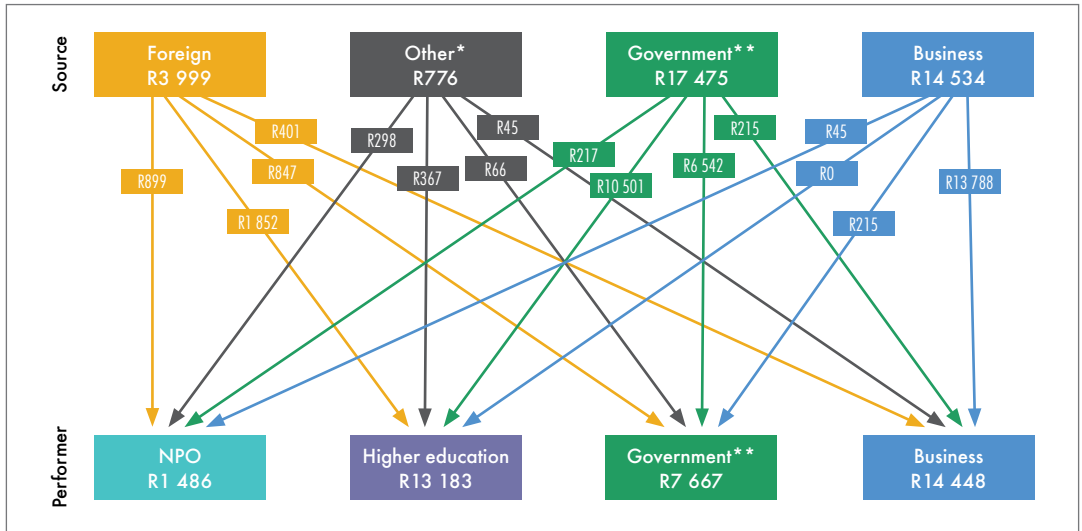 Source
Foreign
R3 999
Other*
R776
Government**
R17 475
Business
R14 534
R401
R298
R45
R217
R215
R45
R847
R899
R367
R66
R10 501
R6 542
R0
R13 788
R1 852
R215
Performer
NPO
R1 486
Higher education
R13 183
Government**
R7 667
Business
R14 448